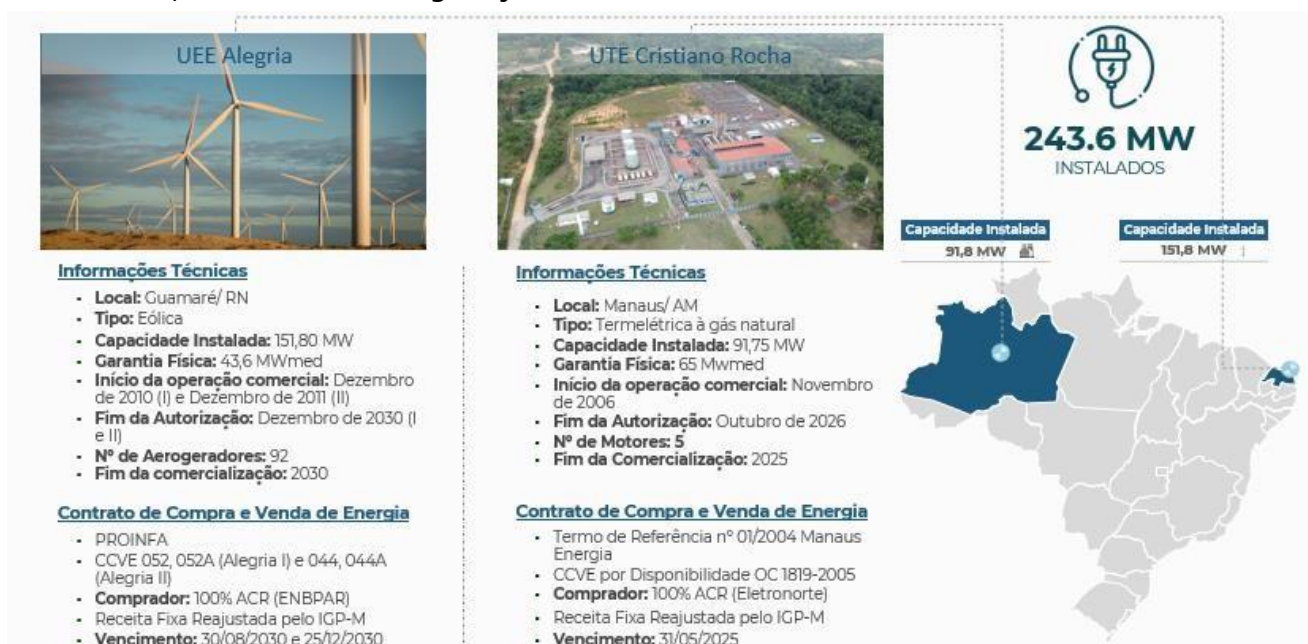 UEE Alegria
UTE Cristiano Rocha
243.6 MW
INSTALADOS
Capacidade Instalada
91,8 MW
Capacidade Instalada
151,8 MW
Informações Técnicas
• Local: Guamaré/ RN
• Tipo: Eólica
• Capacidade Instalada: 151,80 MW
• Garantia Física: 43,6 MWmed
• Início da operação comercial: Dezembro
de 2010 (I) e Dezembro de 2011 (II)
• Fim da Autorização: Dezembro de 2030 (I
e II)
• Nº de Aerogeradores: 92
• Fim da comercialização: 2030
Contrato de Compra e Venda de Energia
• PROINFA
• CCVE 052, 052A (Alegria I) e 044, 044A
(Alegria II)
• Comprador: 100% ACR (ENBPAR)
• Receita Fixa Reajustada pelo IGP-M
• Vencimento: 30/08/2030 e 25/12/2030
Informações Técnicas
• Local: Manaus/ AM
• Tipo: Termelétrica à gás natural
• Capacidade Instalada: 91,75 MW
• Garantia Física: 65 Mwmed
• Início da operação comercial: Novembro
de 2006
• Fim da Autorização: Outubro de 2026
• Nº de Motores: 5
• Fim da Comercialização: 2025
Contrato de Compra e Venda de Energia
• Termo de Referência nº 01/2004 Manaus
Energia
• CCVE por Disponibilidade OC 1819-2005
• Comprador: 100% ACR (Eletronorte)
• Receita Fixa Reajustada pelo IGP-M
• Vencimento: 31/05/2025